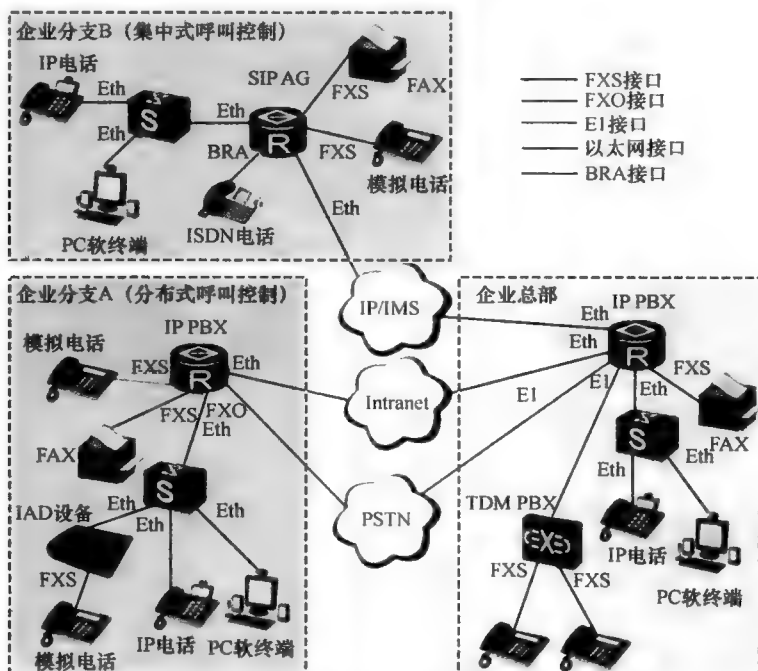 企业分支B（集中式呼叫控制）
IP电话
Eth
Eth
S
Eth
SIP AG
R
FXS
FAX
FXS
模拟电话
BRA
ISDN电话
PC软终端
Eth
FXS接口
FXO接口
E1接口
以太网接口
BRA接口
企业分支A（分布式呼叫控制）
IP PBX
模拟电话
FXS
R
Eth
FXS
FXO
Eth
FAX
S
IAD设备
Eth
Eth
Eth
FXS
模拟电话
IP电话
PC软终端
IP/IMS
Intranet
PSTN
企业总部
IP PBX
Eth
Eth
R
E1
E1
Eth
FXS
FAX
S
Eth
Eth
TDM PBX
FXS
FXS
IP电话
PC软终端